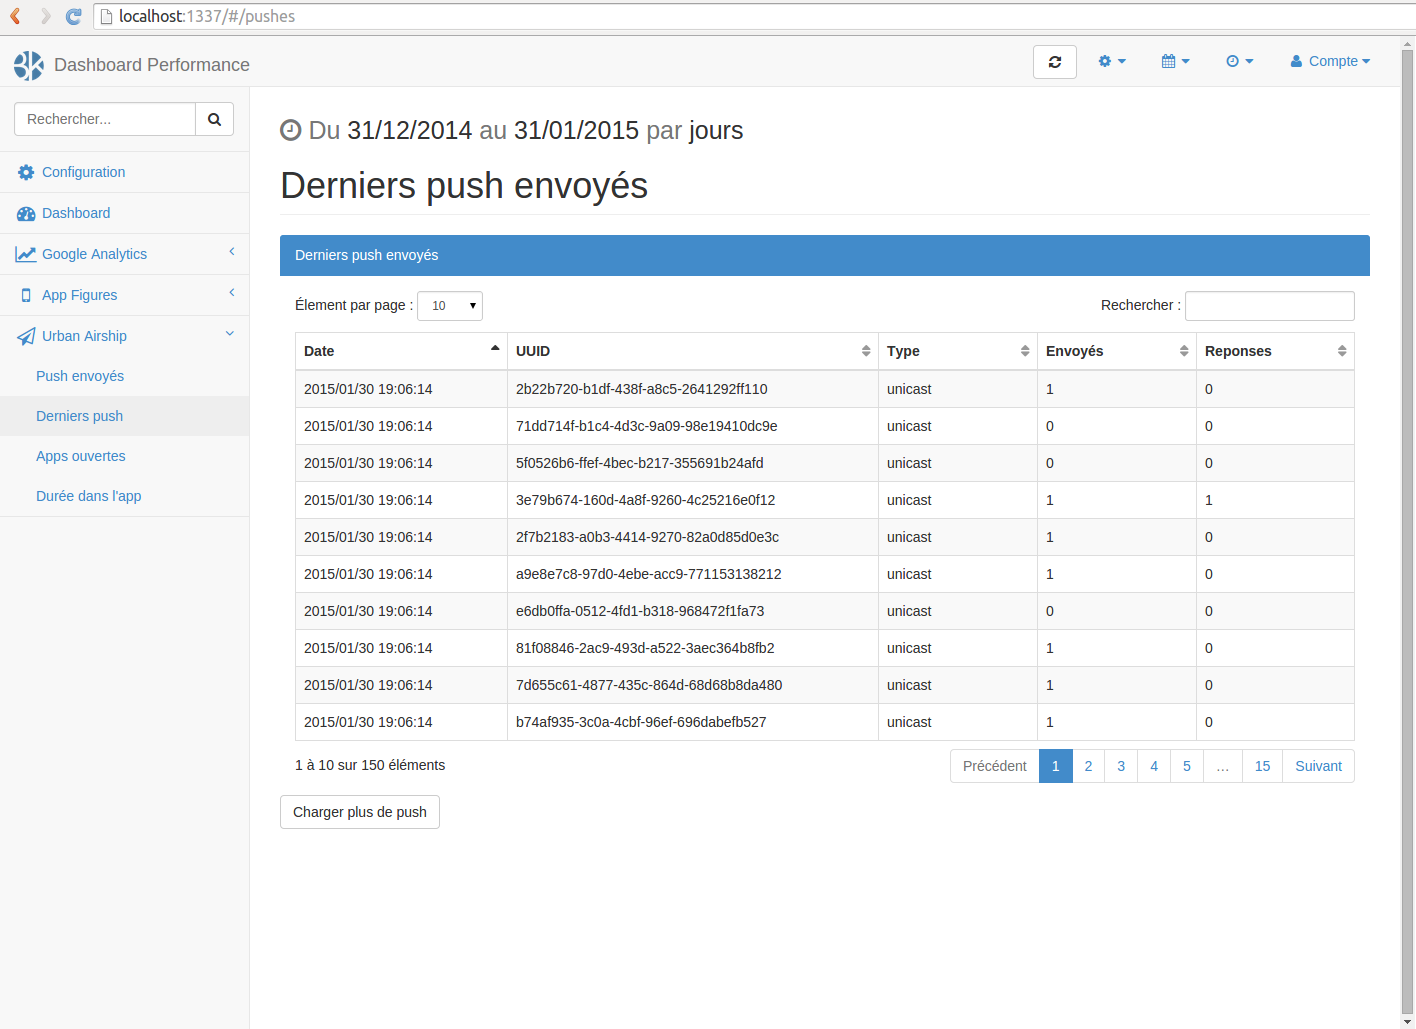 localhost:1337/#/pushes
Dashboard Performance
Compte
Rechercher...
Configuration
Dashboard
Google Analytics
App Figures
Urban Airship
Push envoyés
Derniers push
Apps ouvertes
Durée dans l'app
Du 31/12/2014 au 31/01/2015 par jours
Derniers push envoyés
Derniers push envoyés
Élement par page : 10 Rechercher :
Date UUID Type Envoyés Reponses
2015/01/30 19:06:14 2b22b720-b1df-438f-a8c5-2641292ff110 unicast 1 0
2015/01/30 19:06:14 71dd714f-b1c4-4d3c-9a09-98e19410dc9e unicast 0 0
2015/01/30 19:06:14 5f0526b6-ffef-4bec-b217-355691b24afd unicast 0 0
2015/01/30 19:06:14 3e79b674-160d-4a8f-9260-4c25216e0f12 unicast 1 1
2015/01/30 19:06:14 2f7b2183-a0b3-4414-9270-82a0d85d0e3c unicast 1 0
2015/01/30 19:06:14 a9e8e7c8-97d0-4ebe-acc9-771153138212 unicast 1 0
2015/01/30 19:06:14 e6db0ffa-0512-4fd1-b318-968472f1fa73 unicast 0 0
2015/01/30 19:06:14 81f08846-2ac9-493d-a522-3aec364b8fb2 unicast 1 0
2015/01/30 19:06:14 7d655c61-4877-435c-864d-68d68b8da480 unicast 1 0
2015/01/30 19:06:14 b74af935-3c0a-4cbf-96ef-696dabefb527 unicast 1 0
1 à 10 sur 150 éléments Précédent 1 2 3 4 5 ... 15 Suivant
Charger plus de push